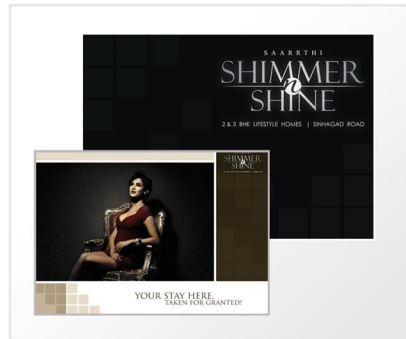 SAARRTHI
SHIMMER
n
SHINE
2 & 3 BHK LIFESTYLE HOMES | SINHAGAD ROAD
SHIMMER
n
SHINE
YOUR STAY HERE,
TAKEN FOR GRANTED!